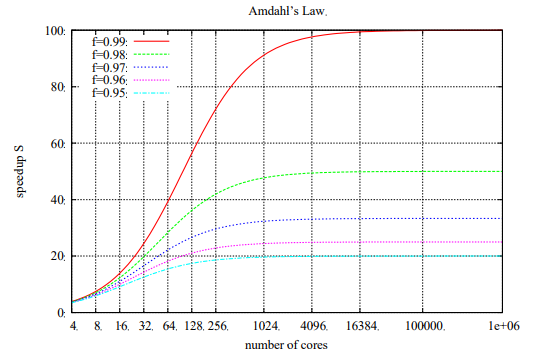 Amdahl's Law.
100.
80.
60.
40.
20.
0.
speedup S
f=0.99.
f=0.98.
f=0.97.
f=0.96.
f=0.95.
4. 8. 16. 32. 64. 128. 256. 1024. 4096. 16384. 100000. 1e+06
number of cores